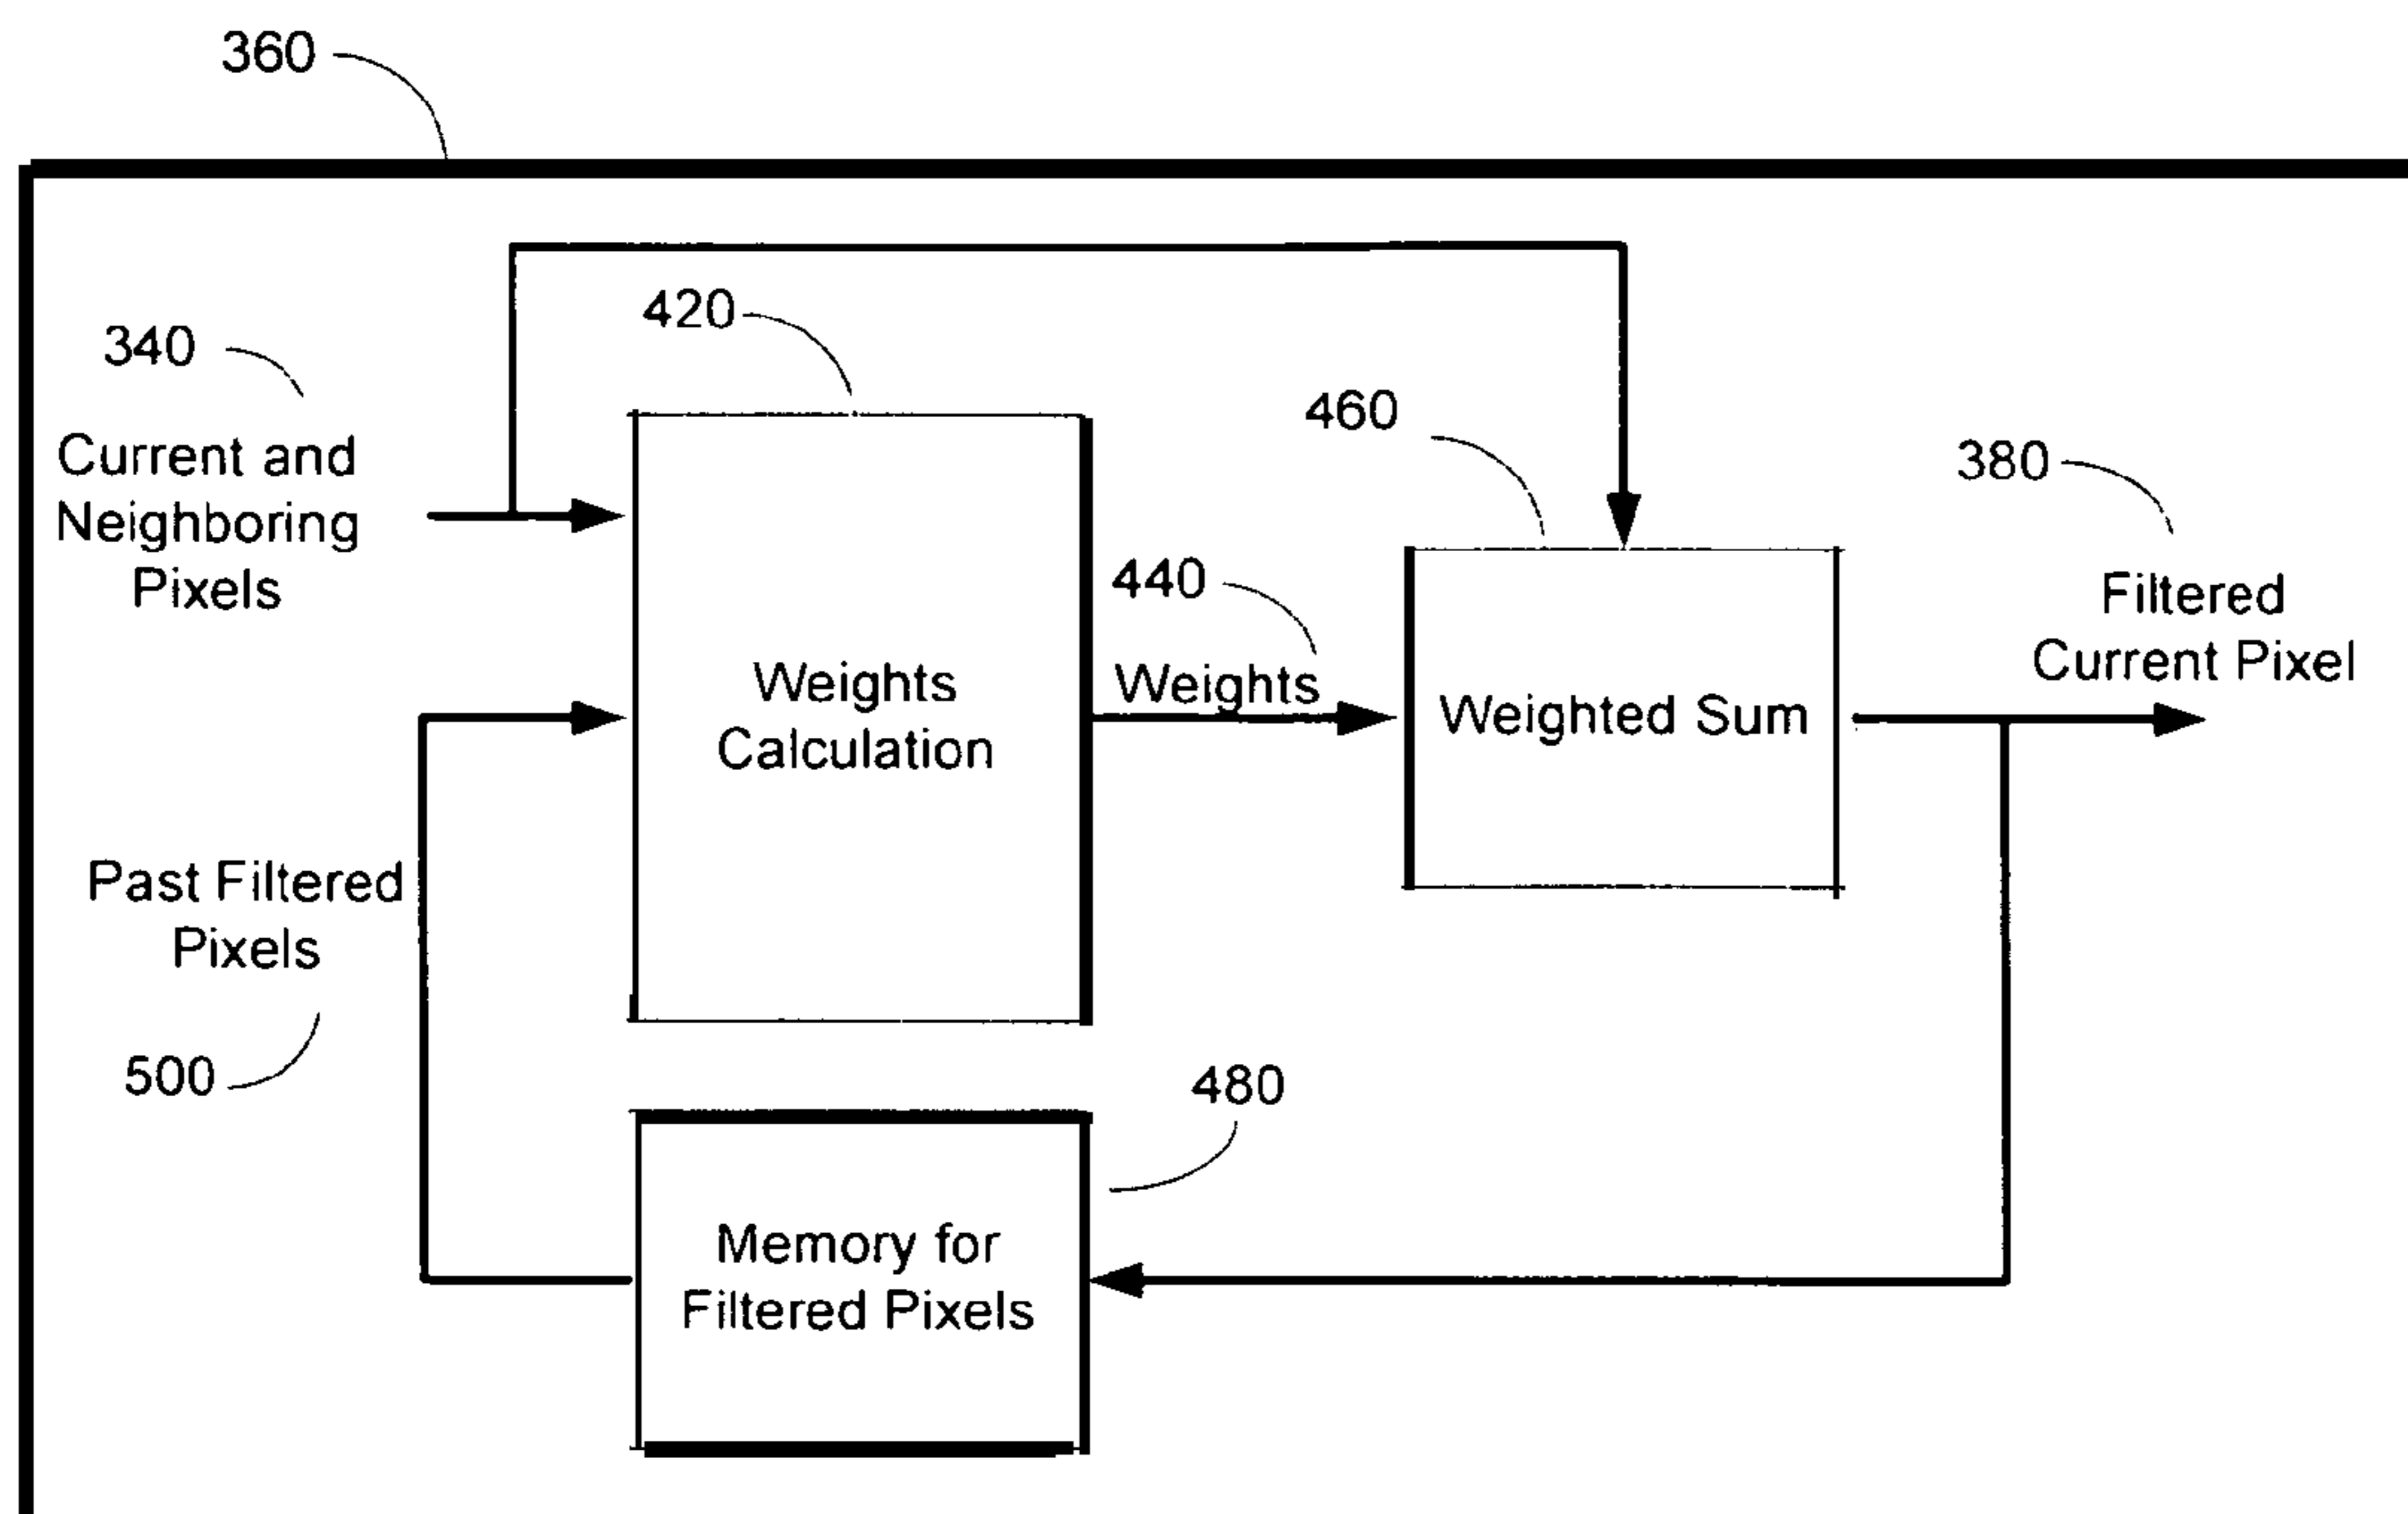 360
340
Current and
Neighboring
Pixels
420
Weights
Calculation
440
Weights
460
Weighted Sum
380
Filtered
Current Pixel
Past Filtered
Pixels
500
480
Memory for
Filtered Pixels